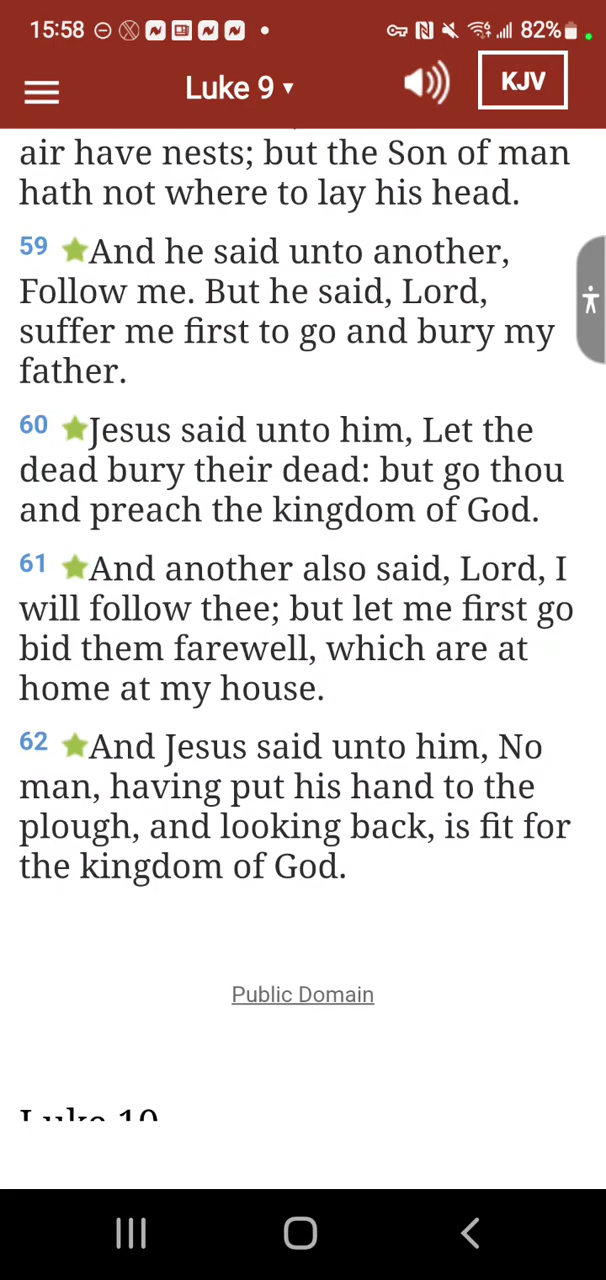 15:58 82%
Luke 9 KJV
air have nests; but the Son of man
hath not where to lay his head.
59 And he said unto another,
Follow me. But he said, Lord,
suffer me first to go and bury my
father.
60 Jesus said unto him, Let the
dead bury their dead: but go thou
and preach the kingdom of God.
61 And another also said, Lord, I
will follow thee; but let me first go
bid them farewell, which are at
home at my house.
62 And Jesus said unto him, No
man, having put his hand to the
plough, and looking back, is fit for
the kingdom of God.
Public Domain
Luke 10